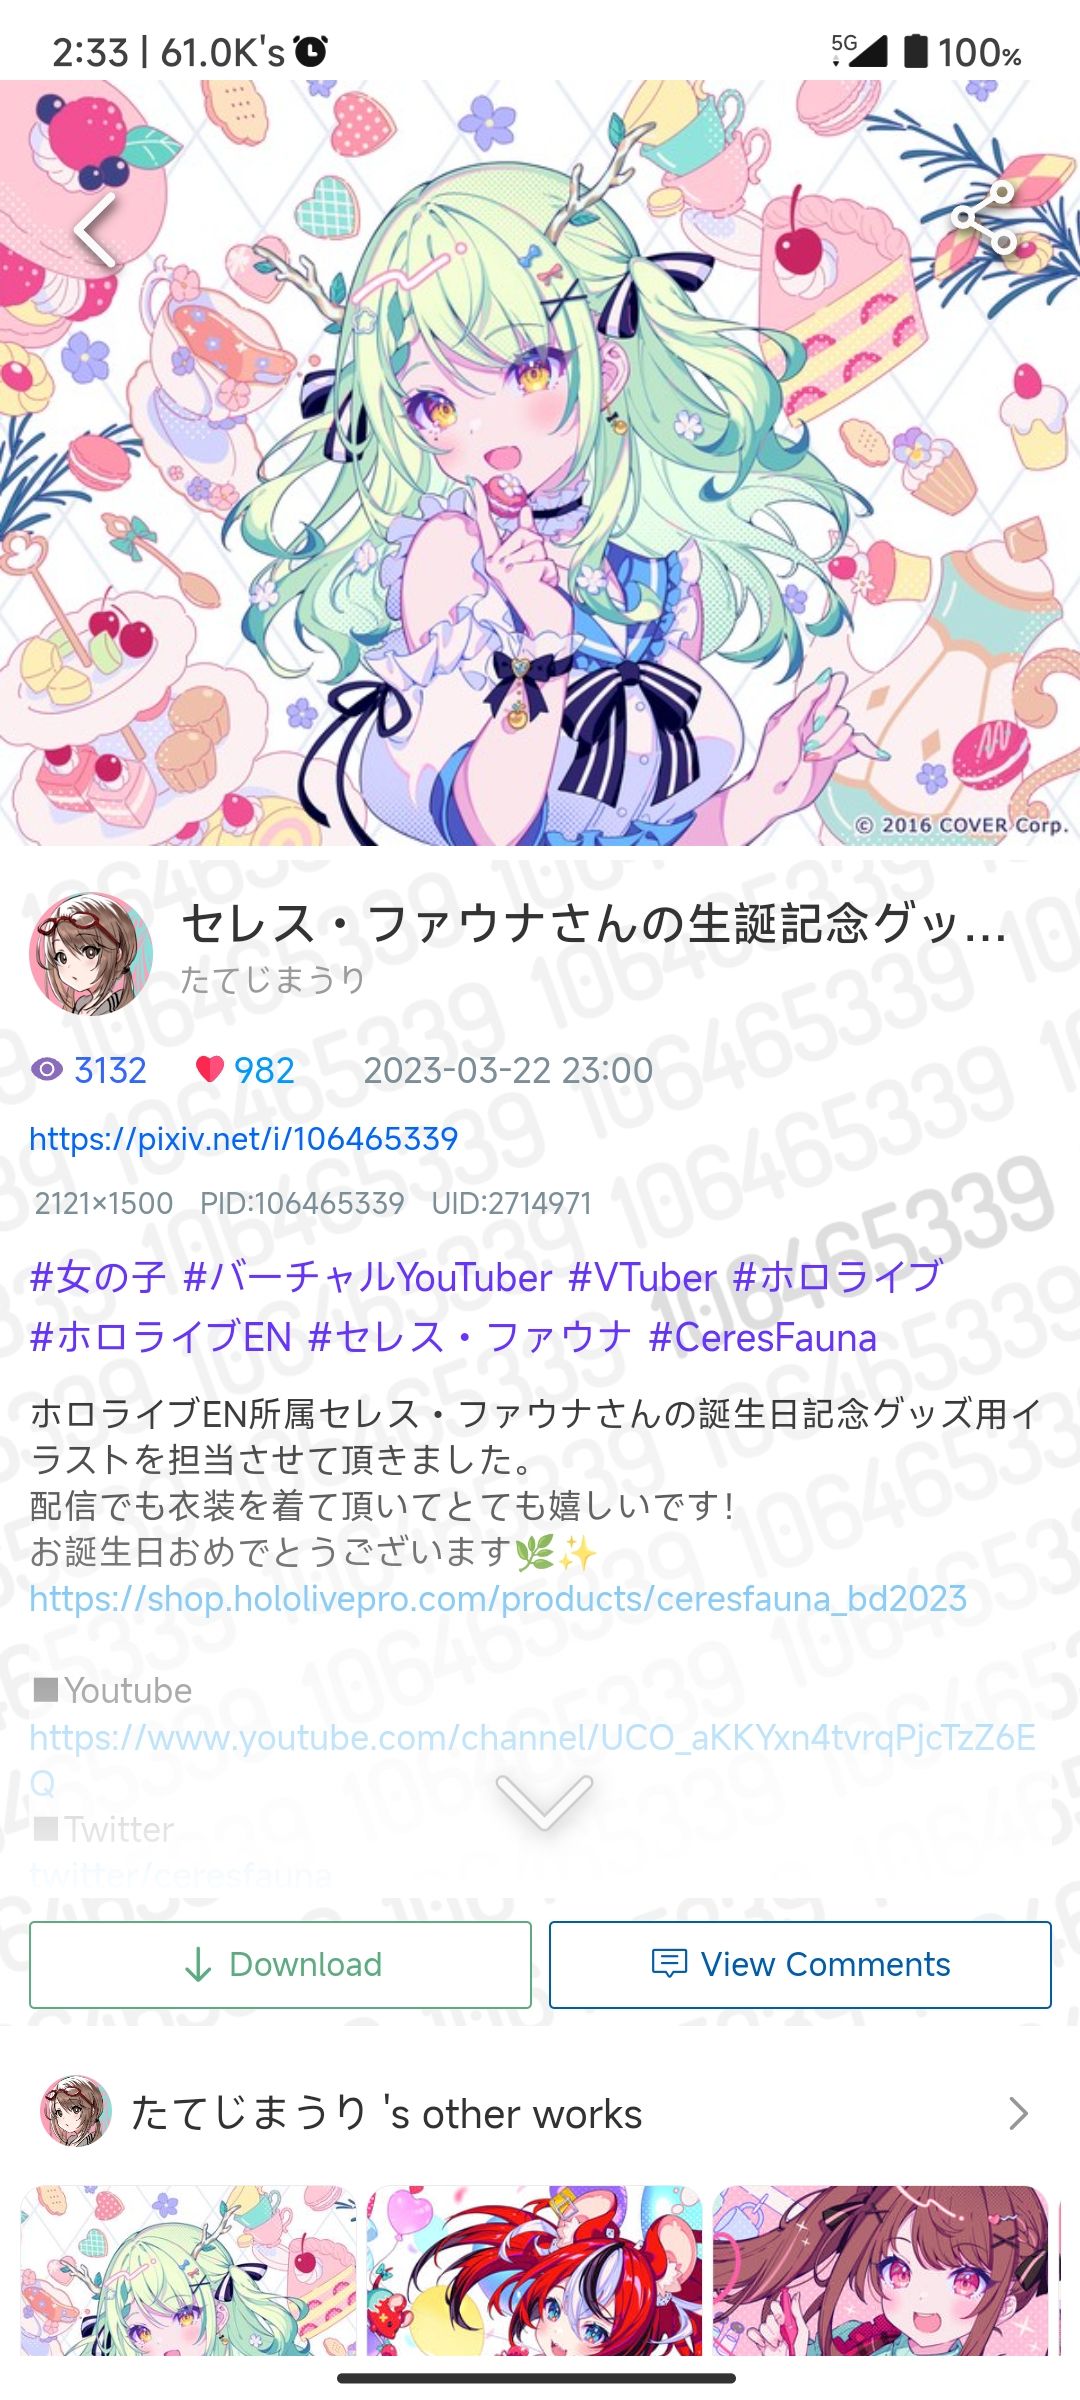 2:33 | 61.0K's
5G
100%
© 2016 COVER Corp.
セレス・ファウナさんの生誕記念グッ...
たてじまうり
3132 982 2023-03-22 23:00
https://pixiv.net/i/106465339
2121×1500 PID:106465339 UID:2714971
#女の子 #バーチャルYouTuber #VTuber #ホロライブ
#ホロライブEN #セレス・ファウナ #CeresFauna
ホロライブEN所属セレス・ファウナさんの誕生日記念グッズ用イ
ラストを担当させて頂きました。
配信でも衣装を着て頂いてとても嬉しいです!
お誕生日おめでとうございます🌿✨
https://shop.hololivepro.com/products/ceresfauna_bd2023
■Youtube
https://www.youtube.com/channel/UCO_aKKYxn4tvrqPjcTzZ6E
Q
■Twitter
twitter/ceresfauna
106465339
Download
View Comments
たてじまうり 's other works